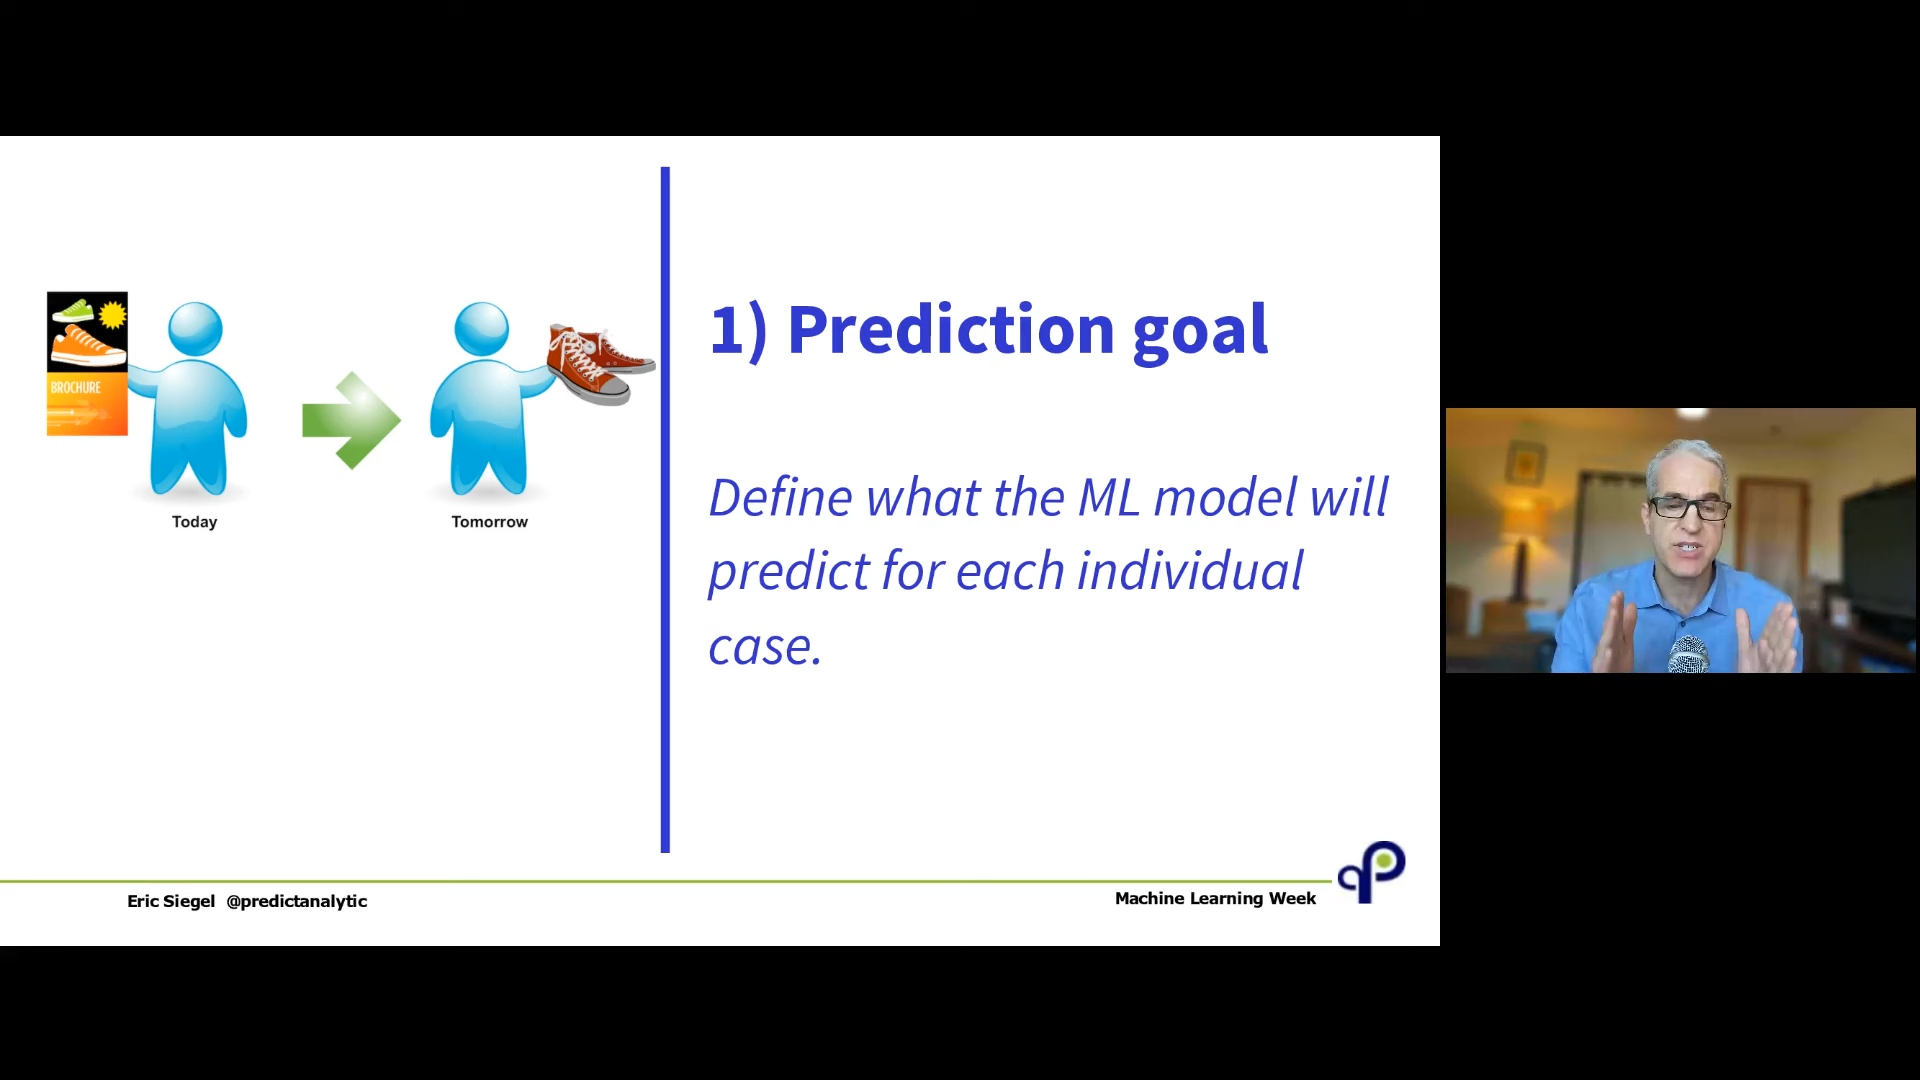 BROCHURE
Today
Tomorrow
1) Prediction goal
Define what the ML model will
predict for each individual
case.
Eric Siegel @predictanalytic
Machine Learning Week